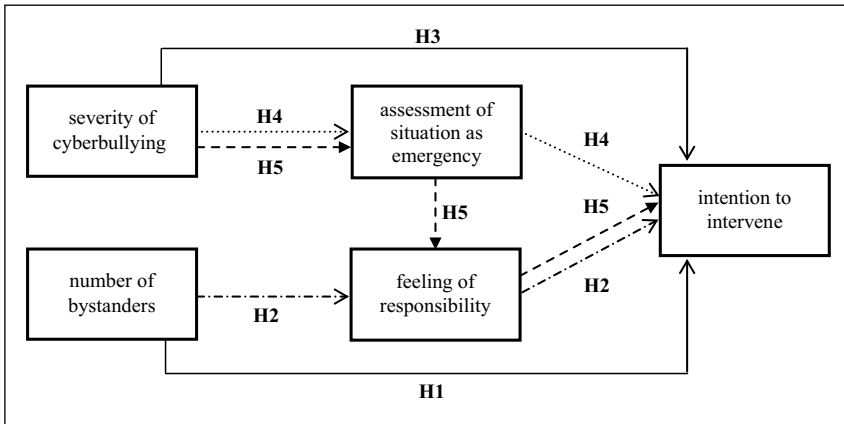 H3
severity of
cyberbullying
H4
H5
assessment of
situation as
emergency
H4
H5
intention to
intervene
H5
number of
bystanders
H2
feeling of
responsibility
H2
H1